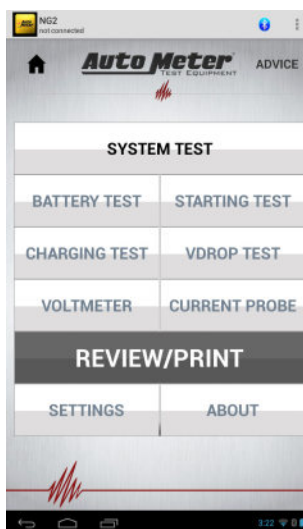 NG2
not connected
Auto Meter
TEST EQUIPMENT
ADVICE
SYSTEM TEST
BATTERY TEST
STARTING TEST
CHARGING TEST
VDROP TEST
VOLTMETER
CURRENT PROBE
REVIEW/PRINT
SETTINGS
ABOUT
3:22